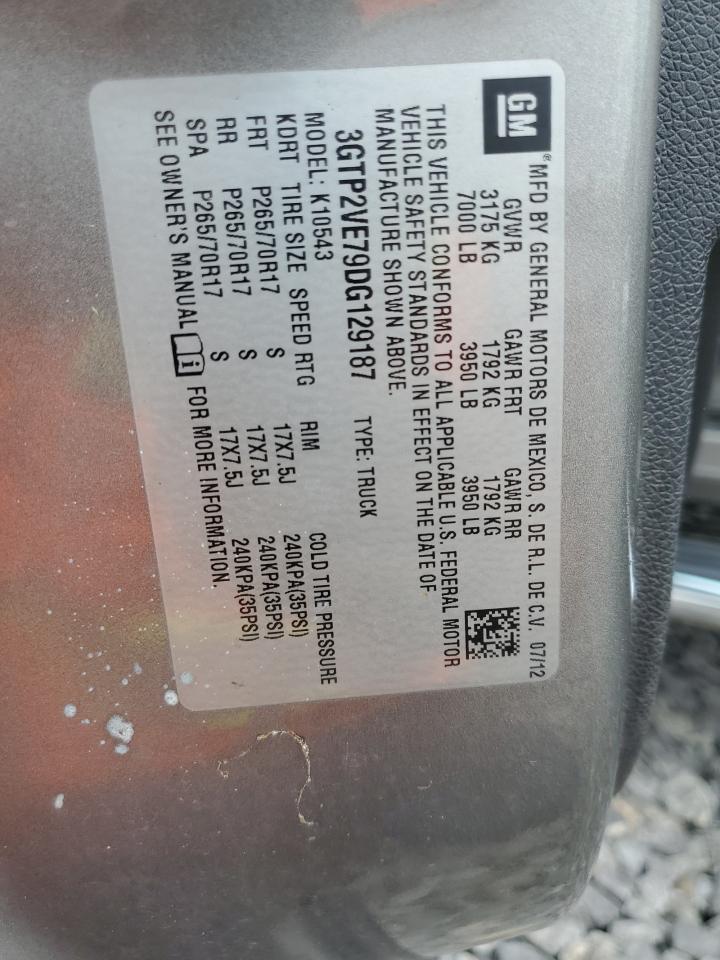 GM
® MFD BY GENERAL MOTORS DE MEXICO, S. DE R.L. DE C.V. 07/12
GVWR GAWR FRT GAWR RR
3175 KG 1792 KG 1792 KG
7000 LB 3950 LB 3950 LB
THIS VEHICLE CONFORMS TO ALL APPLICABLE U.S. FEDERAL MOTOR
VEHICLE SAFETY STANDARDS IN EFFECT ON THE DATE OF
MANUFACTURE SHOWN ABOVE.
3GTP2VE79DG129187 TYPE: TRUCK
MODEL: K10543
KDRT TIRE SIZE SPEED RTG RIM COLD TIRE PRESSURE
FRT P265/70R17 S 17X7.5J 240KPA(35PSI)
RR P265/70R17 S 17X7.5J 240KPA(35PSI)
SPA P265/70R17 S 17X7.5J 240KPA(35PSI)
SEE OWNER'S MANUAL i FOR MORE INFORMATION.